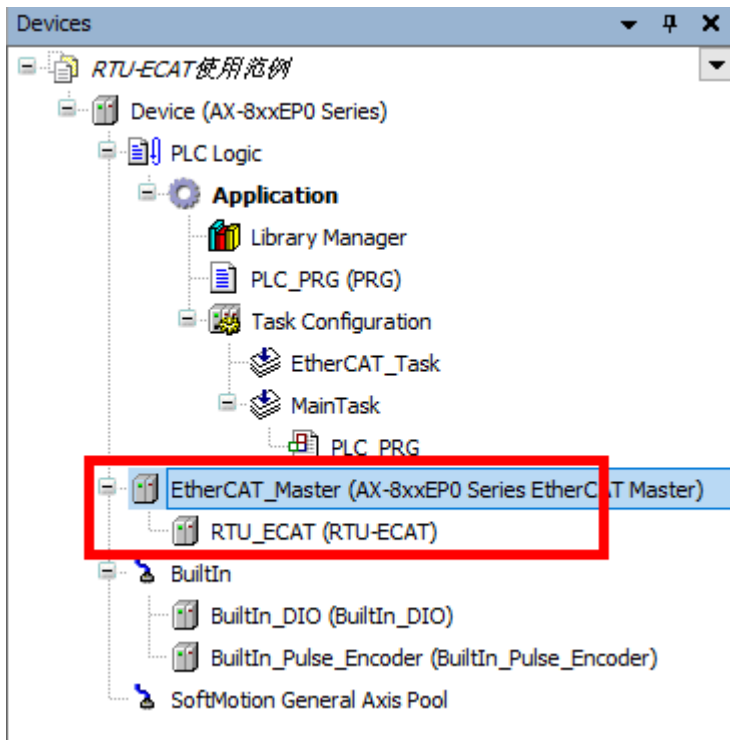 Devices
RTU-ECAT使用范例
Device (AX-8xxEP0 Series)
PLC Logic
Application
Library Manager
PLC_PRG (PRG)
Task Configuration
EtherCAT_Task
MainTask
PLC_PRG
EtherCAT_Master (AX-8xxEP0 Series EtherCAT Master)
RTU_ECAT (RTU-ECAT)
BuiltIn
BuiltIn_DIO (BuiltIn_DIO)
BuiltIn_Pulse_Encoder (BuiltIn_Pulse_Encoder)
SoftMotion General Axis Pool